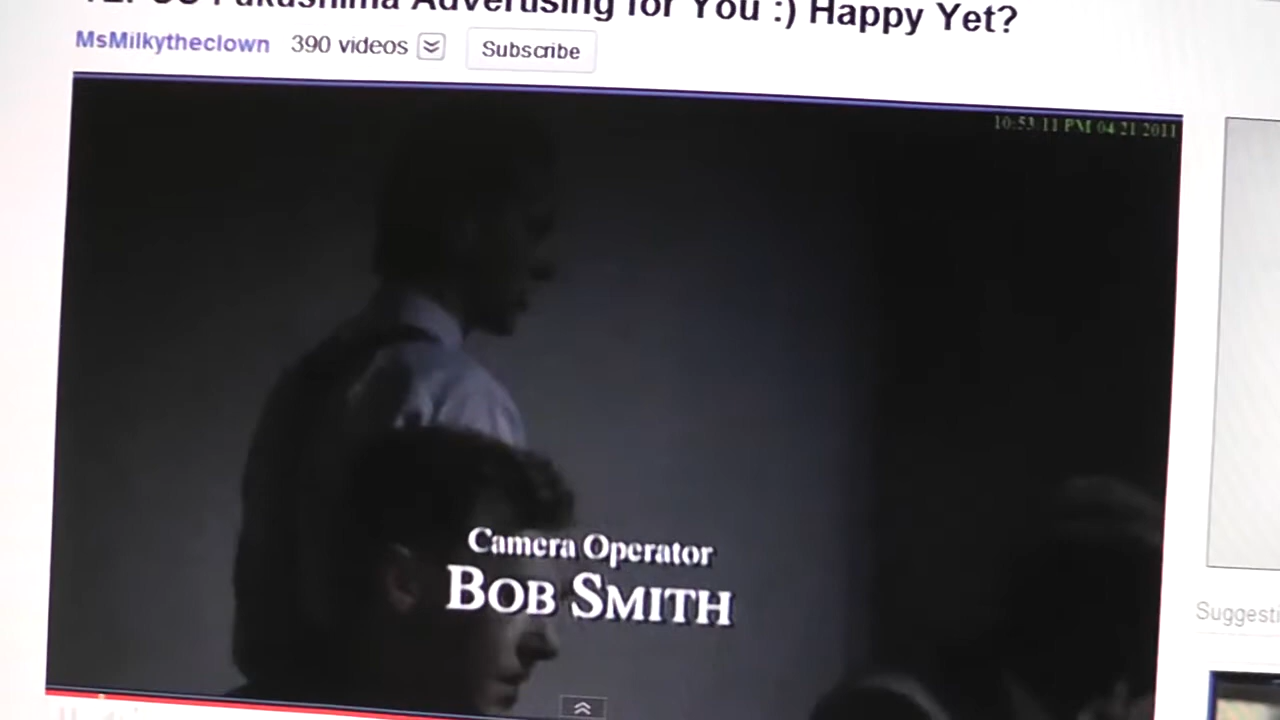 Fukushima Advertising for You :) Happy Yet?
MsMilkytheclown 390 videos Subscribe
10:53:11 PM 04 21 2011
Camera Operator
BOB SMITH